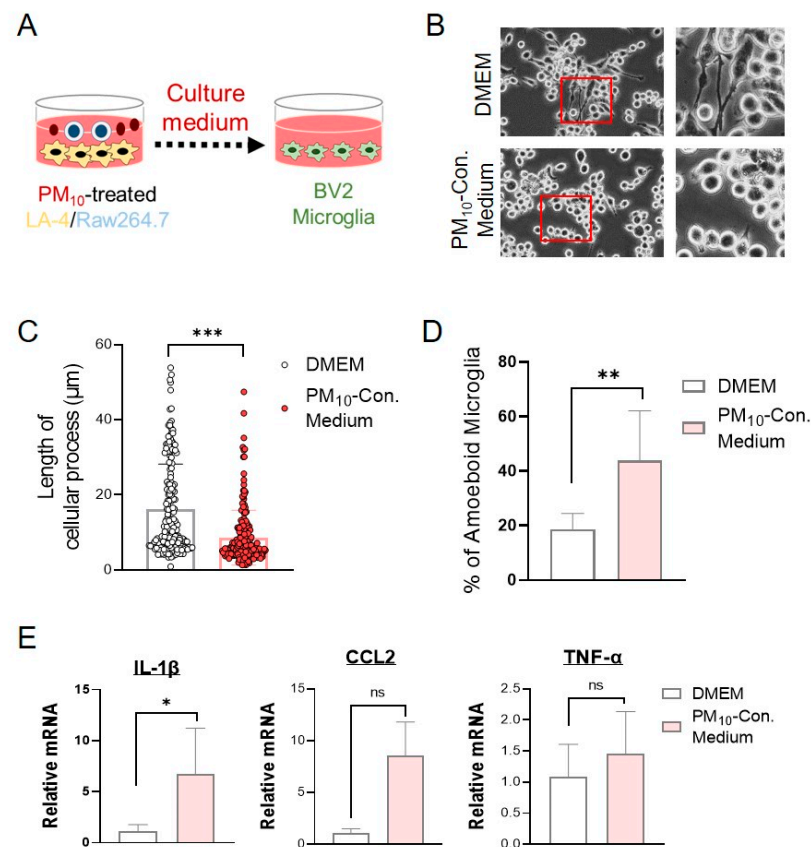 A
Culture
medium
PM₁₀-treated
LA-4/Raw264.7
BV2
Microglia
B
DMEM
PM₁₀-Con.
Medium
C
Length of
cellular process (μm)
60
40
20
0
***
DMEM
PM₁₀-Con.
Medium
D
% of Amoeboid Microglia
80
60
40
20
0
**
DMEM
PM₁₀-Con.
Medium
E
IL-1β
Relative mRNA
15
10
5
0
*
CCL2
Relative mRNA
15
10
5
0
ns
TNF-α
Relative mRNA
2.5
2.0
1.5
1.0
0.5
0.0
ns
DMEM
PM₁₀-Con.
Medium